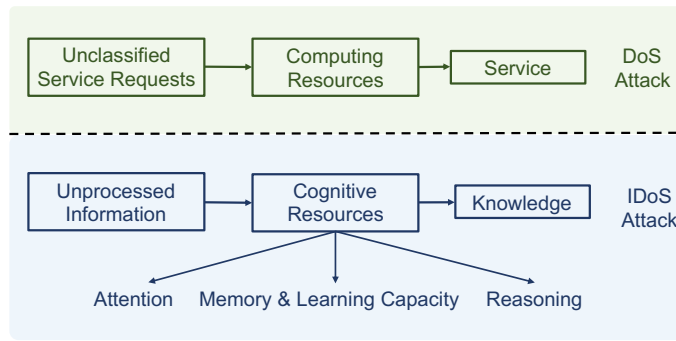 Unclassified
Service Requests
Computing
Resources
Service
DoS
Attack
Unprocessed
Information
Cognitive
Resources
Knowledge
IDoS
Attack
Attention
Memory & Learning Capacity
Reasoning